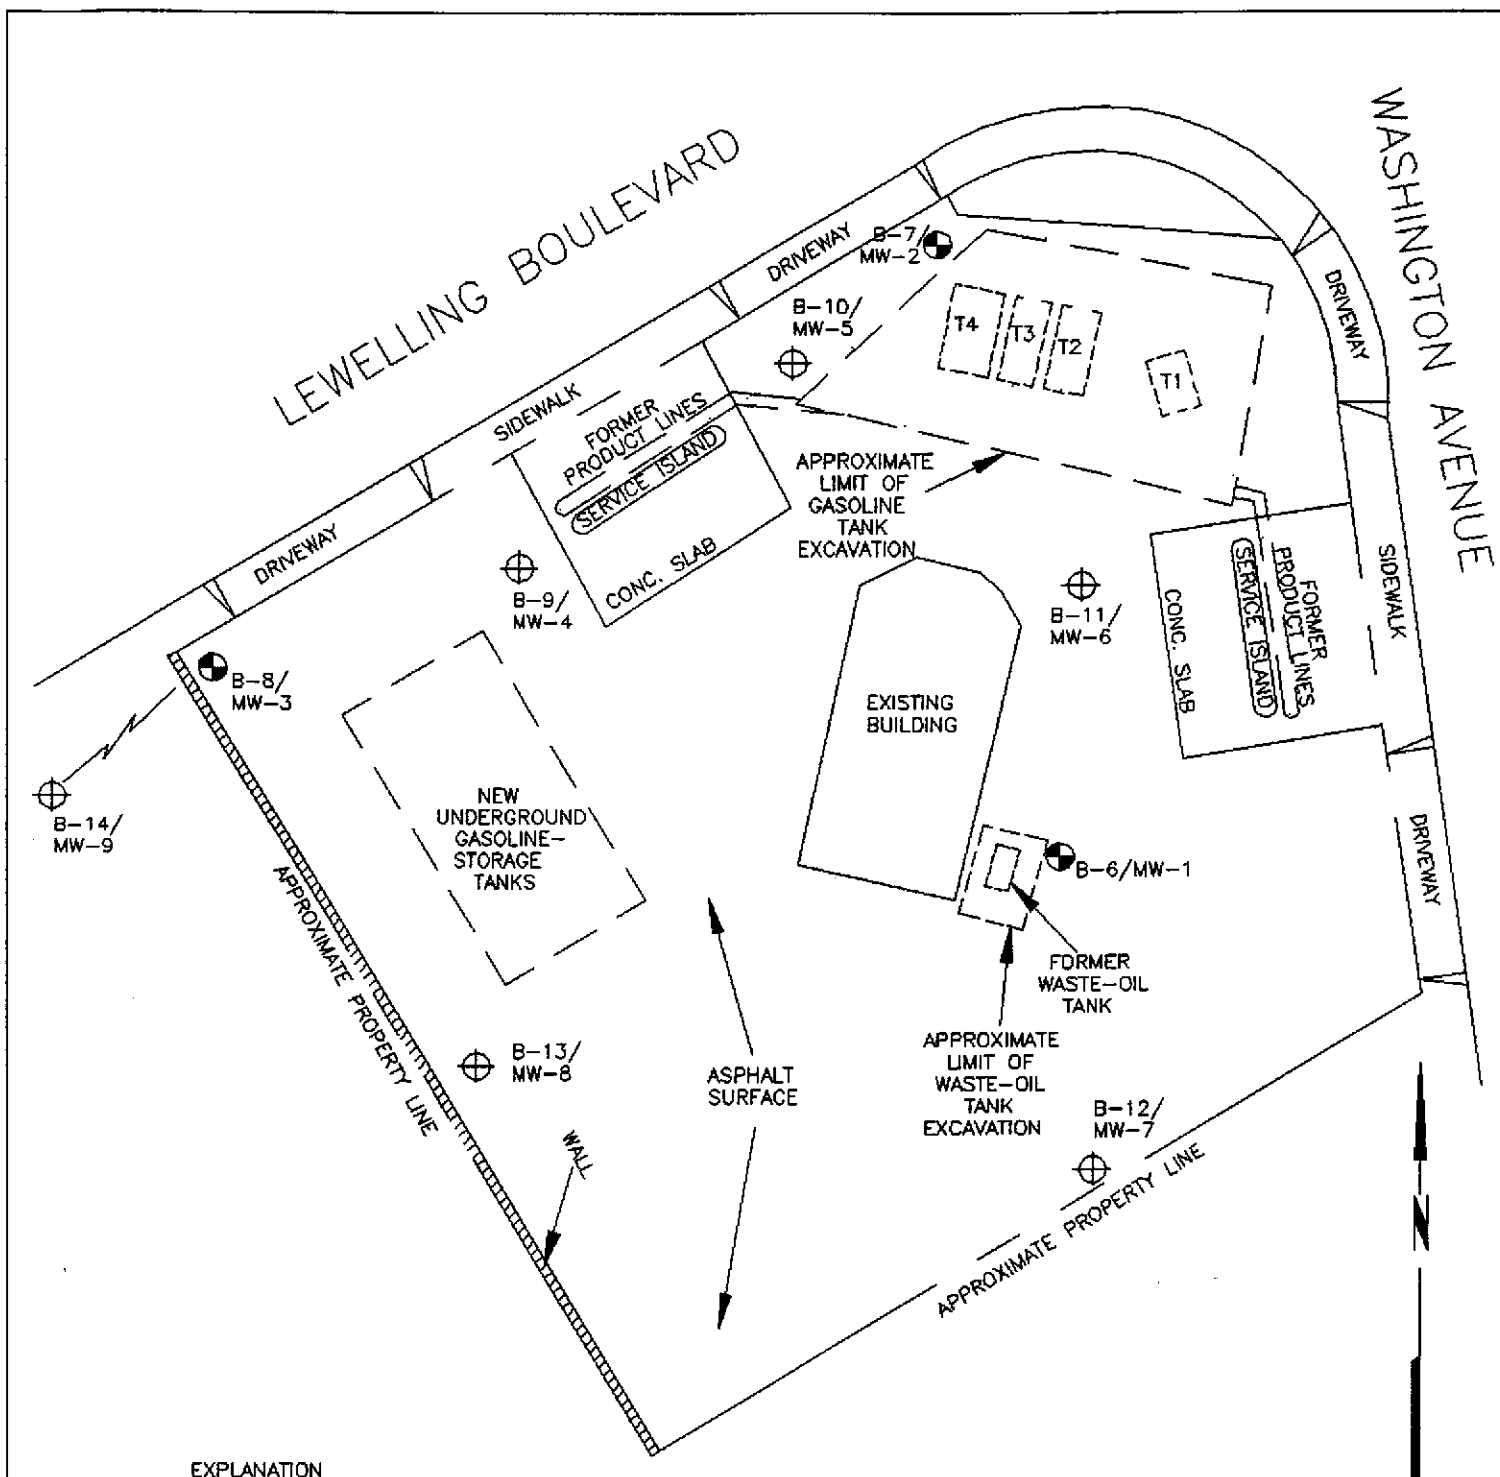 LEWELLING BOULEVARD
WASHINGTON AVENUE
DRIVEWAY
B-7/
MW-2
DRIVEWAY
B-10/
MW-5
T4
T3
T2
T1
SIDEWALK
FORMER
PRODUCT LINES
SERVICE ISLAND
CONC. SLAB
APPROXIMATE
LIMIT OF
GASOLINE
TANK
EXCAVATION
DRIVEWAY
B-9/
MW-4
B-11/
MW-6
FORMER
PRODUCT LINES
SERVICE ISLAND
CONC. SLAB
SIDEWALK
B-8/
MW-3
EXISTING
BUILDING
B-14/
MW-9
NEW
UNDERGROUND
GASOLINE-
STORAGE
TANKS
B-6/MW-1
DRIVEWAY
APPROXIMATE PROPERTY LINE
FORMER
WASTE-OIL
TANK
APPROXIMATE
LIMIT OF
WASTE-OIL
TANK
EXCAVATION
B-13/
MW-8
ASPHALT
SURFACE
B-12/
MW-7
WALL
APPROXIMATE PROPERTY LINE
N
EXPLANATION